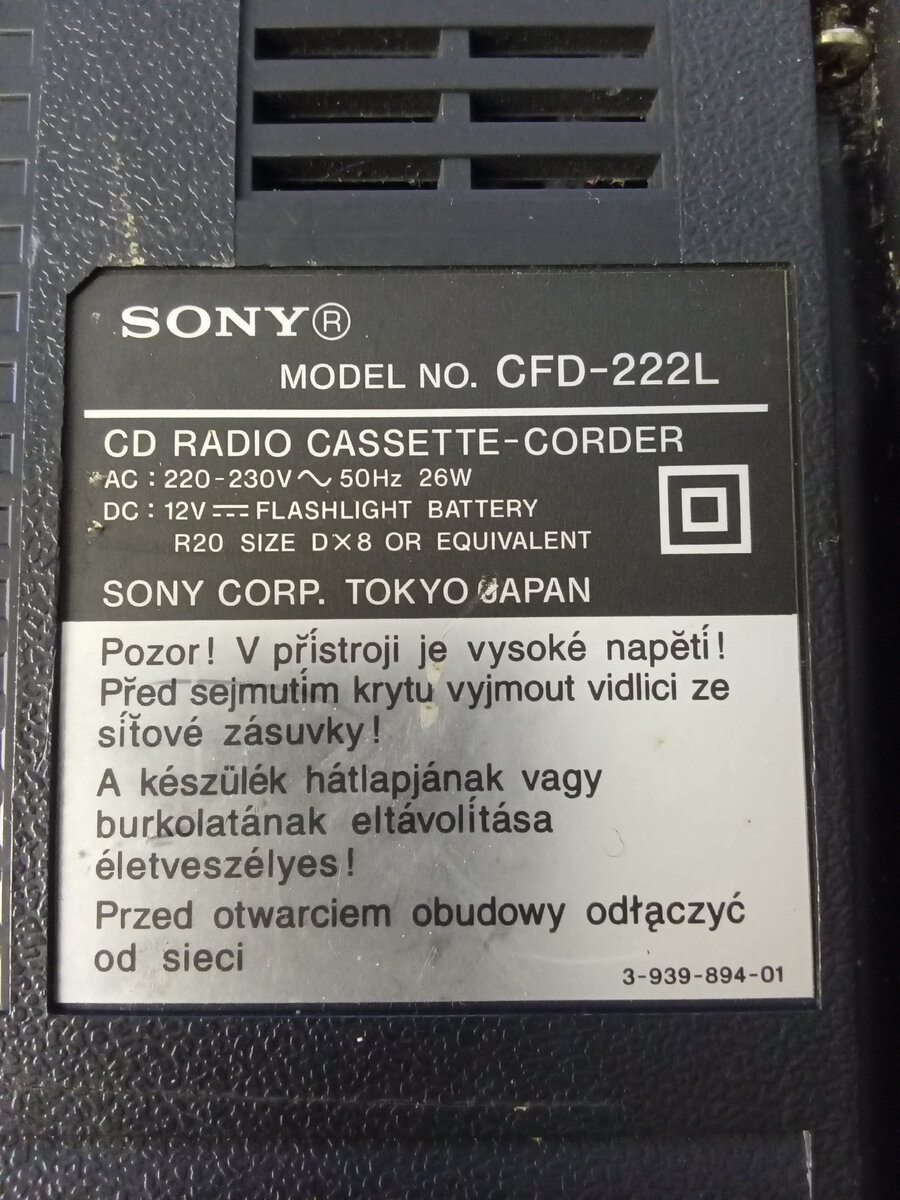 SONY®
MODEL NO. CFD-222L
CD RADIO CASSETTE-CORDER
AC : 220-230V ~ 50Hz 26W
DC : 12V ⎓ FLASHLIGHT BATTERY
R20 SIZE D×8 OR EQUIVALENT
SONY CORP. TOKYO JAPAN
Pozor! V přístroji je vysoké napětí!
Před sejmutím krytu vyjmout vidlici ze
síťové zásuvky!
A készülék hátlapjának vagy
burkolatának eltávolítása
életveszélyes!
Przed otwarciem obudowy odłączyć
od sieci
3-939-894-01